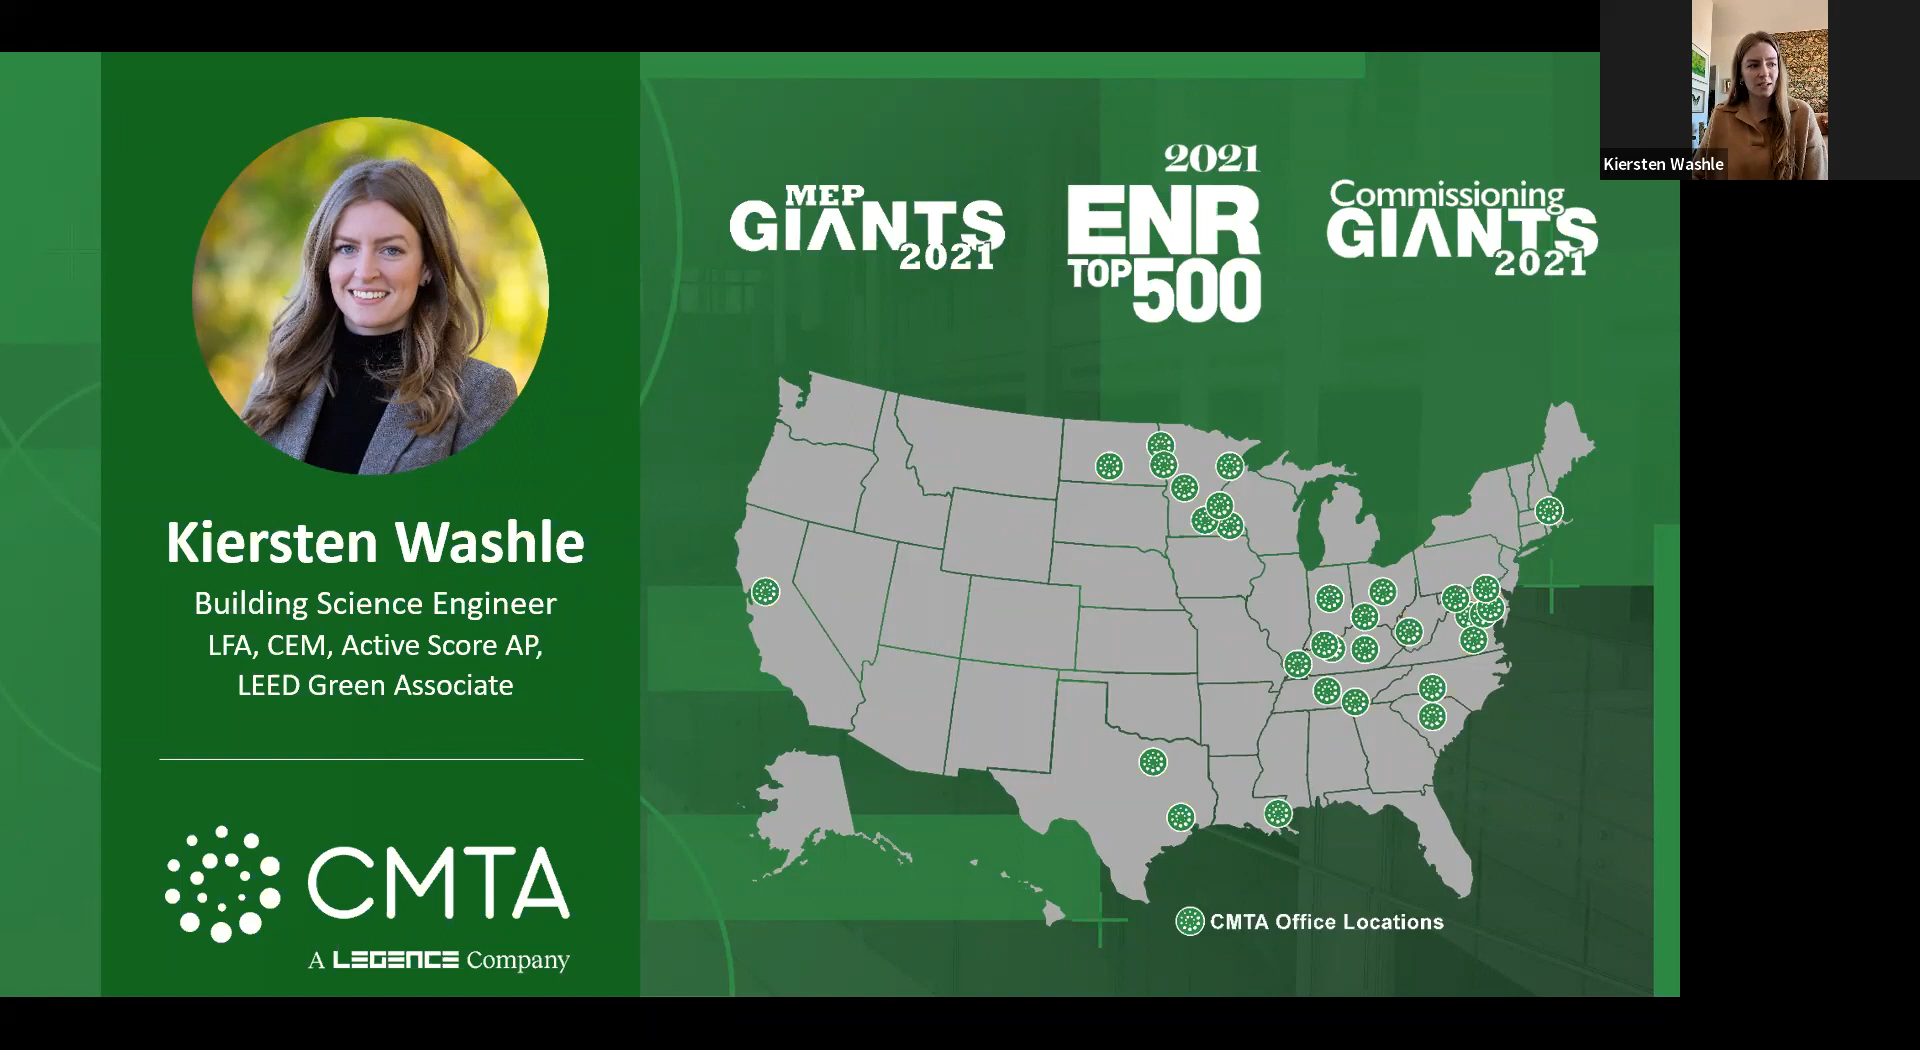 Kiersten Washle
Building Science Engineer
LFA, CEM, Active Score AP,
LEED Green Associate
CMTA
A LEGENCE Company
MEP
GIANTS
2021
2021
ENR
TOP 500
Commissioning
GIANTS
2021
CMTA Office Locations
Kiersten Washle